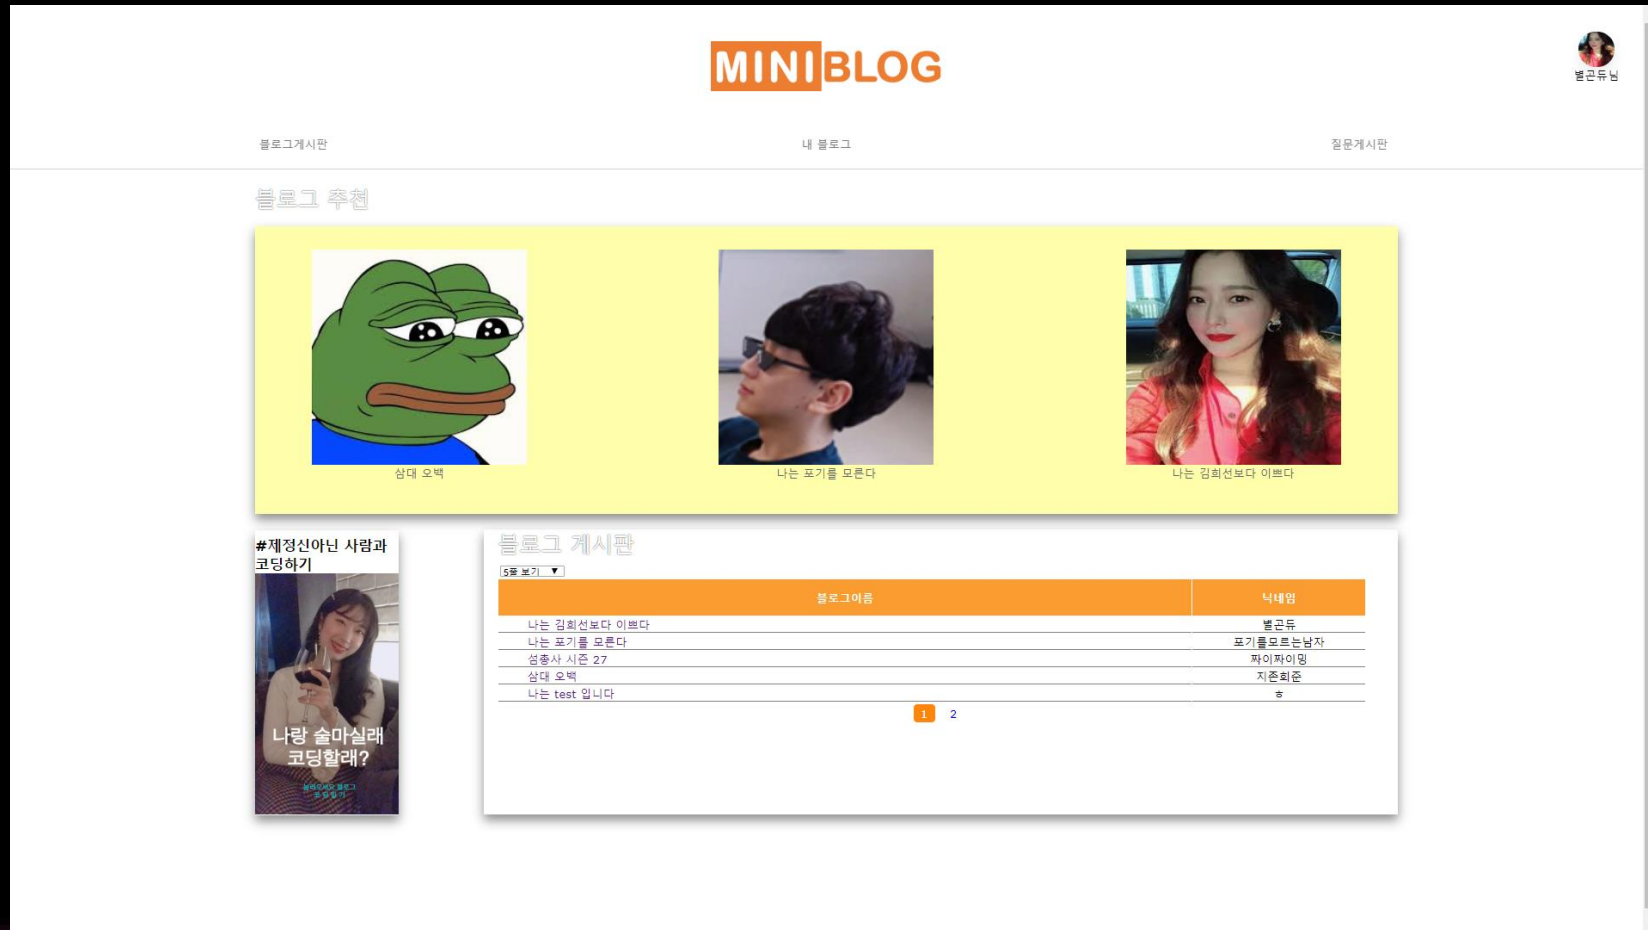 MINIBLOG
별곤듀님
블로그게시판
내 블로그
질문게시판
블로그 추천
삼대 오백
나는 포기를 모른다
나는 김희선보다 이쁘다
#제정신아닌 사람과
코딩하기
나랑 술마실래
코딩할래?
코딩하기
블로그 게시판
5줄 보기 ▼
블로그이름 닉네임
나는 김희선보다 이쁘다 별곤듀
나는 포기를 모른다 포기를모르는남자
섬총사 시즌 27 짜이짜이밍
삼대 오백 지존희준
나는 test 입니다 ㅎ
1 2